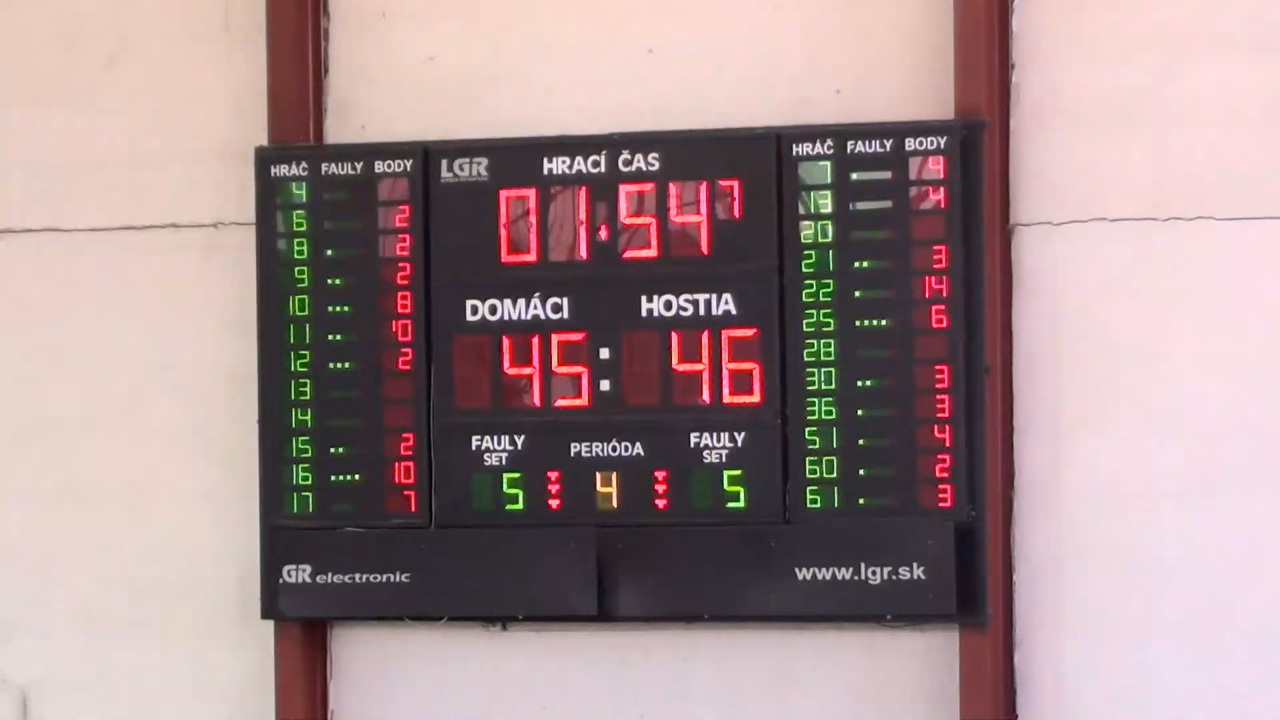 HRÁČ FAULY BODY
4
6 2
8 2
9 2
10 8
11 10
12 2
13
14
15 2
16 10
17 7
LGR
HRACÍ ČAS
01:54
DOMÁCI HOSTIA
45:46
FAULY SET PERIÓDA FAULY SET
5 4 5
HRÁČ FAULY BODY
7 4
13 4
20
21 3
22 14
25 6
28
30 3
36 3
51 4
60 2
61 3
LGR electronic
www.lgr.sk